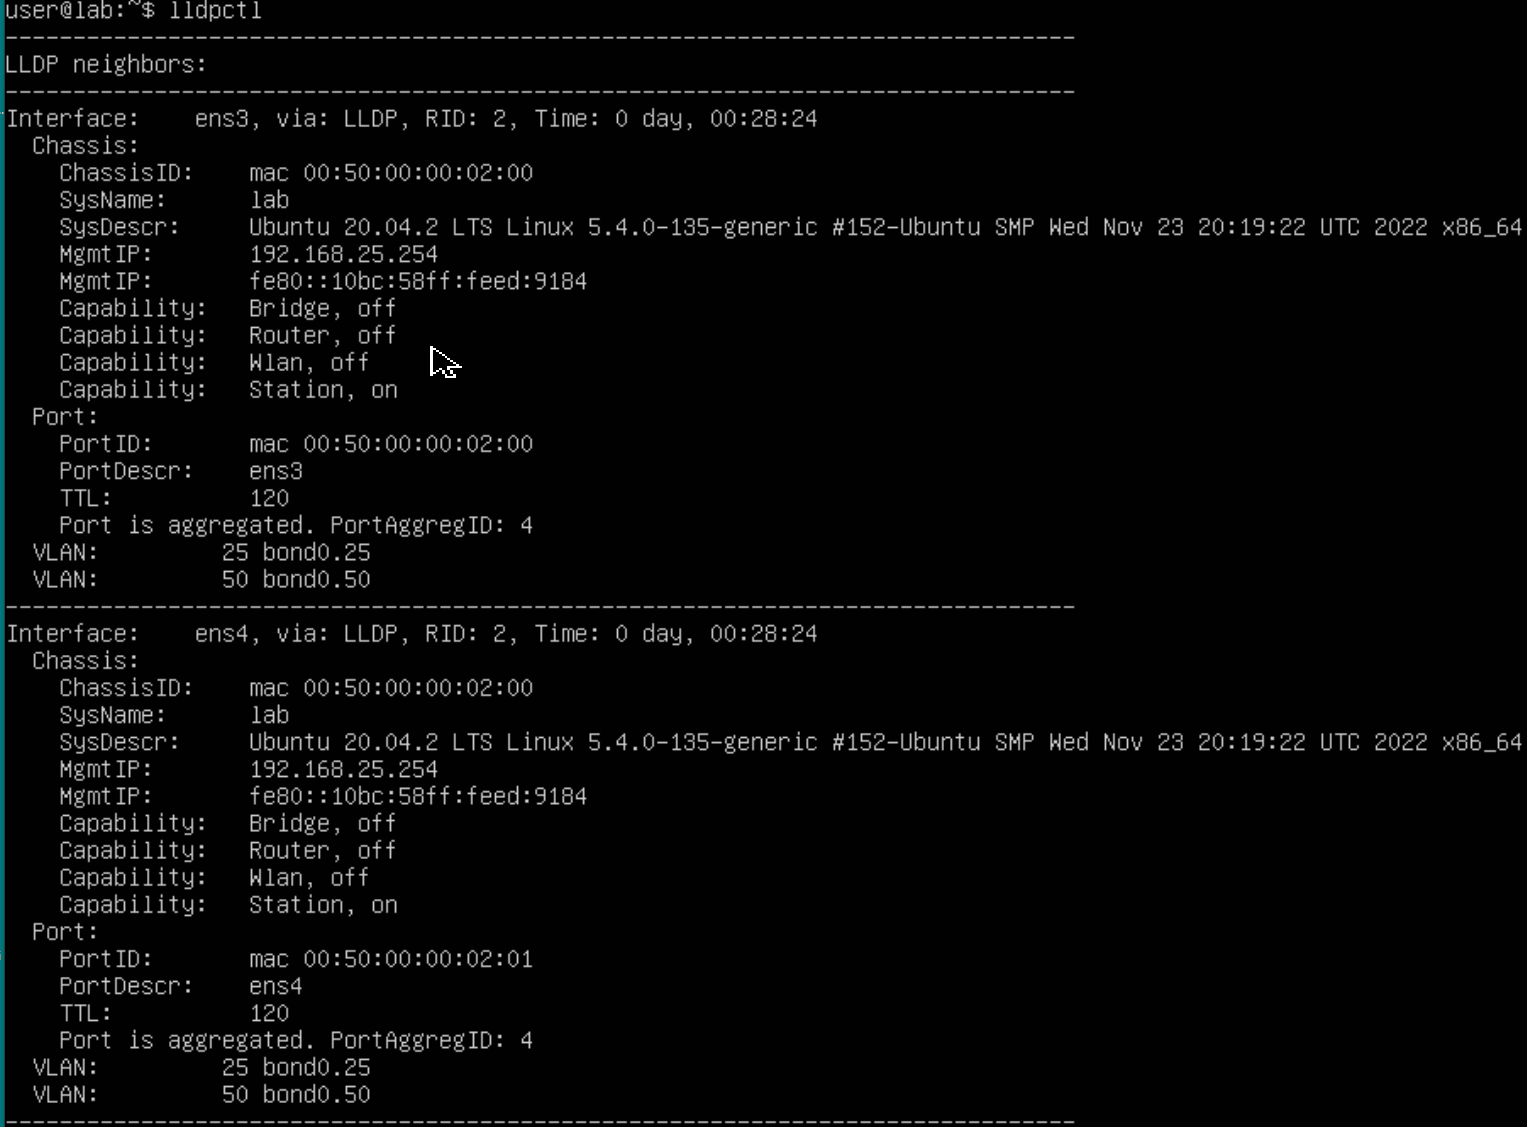 user@lab:~$ lldpctl
-------------------------------------------------------------------------------
LLDP neighbors:
-------------------------------------------------------------------------------
Interface:    ens3, via: LLDP, RID: 2, Time: 0 day, 00:28:24
  Chassis:
    ChassisID:    mac 00:50:00:00:02:00
    SysName:      lab
    SysDescr:     Ubuntu 20.04.2 LTS Linux 5.4.0-135-generic #152-Ubuntu SMP Wed Nov 23 20:19:22 UTC 2022 x86_64
    MgmtIP:       192.168.25.254
    MgmtIP:       fe80::10bc:58ff:feed:9184
    Capability:   Bridge, off
    Capability:   Router, off
    Capability:   Wlan, off
    Capability:   Station, on
  Port:
    PortID:       mac 00:50:00:00:02:00
    PortDescr:    ens3
    TTL:          120
    Port is aggregated. PortAggregID: 4
  VLAN:         25 bond0.25
  VLAN:         50 bond0.50
-------------------------------------------------------------------------------
Interface:    ens4, via: LLDP, RID: 2, Time: 0 day, 00:28:24
  Chassis:
    ChassisID:    mac 00:50:00:00:02:00
    SysName:      lab
    SysDescr:     Ubuntu 20.04.2 LTS Linux 5.4.0-135-generic #152-Ubuntu SMP Wed Nov 23 20:19:22 UTC 2022 x86_64
    MgmtIP:       192.168.25.254
    MgmtIP:       fe80::10bc:58ff:feed:9184
    Capability:   Bridge, off
    Capability:   Router, off
    Capability:   Wlan, off
    Capability:   Station, on
  Port:
    PortID:       mac 00:50:00:00:02:01
    PortDescr:    ens4
    TTL:          120
    Port is aggregated. PortAggregID: 4
  VLAN:         25 bond0.25
  VLAN:         50 bond0.50
-------------------------------------------------------------------------------